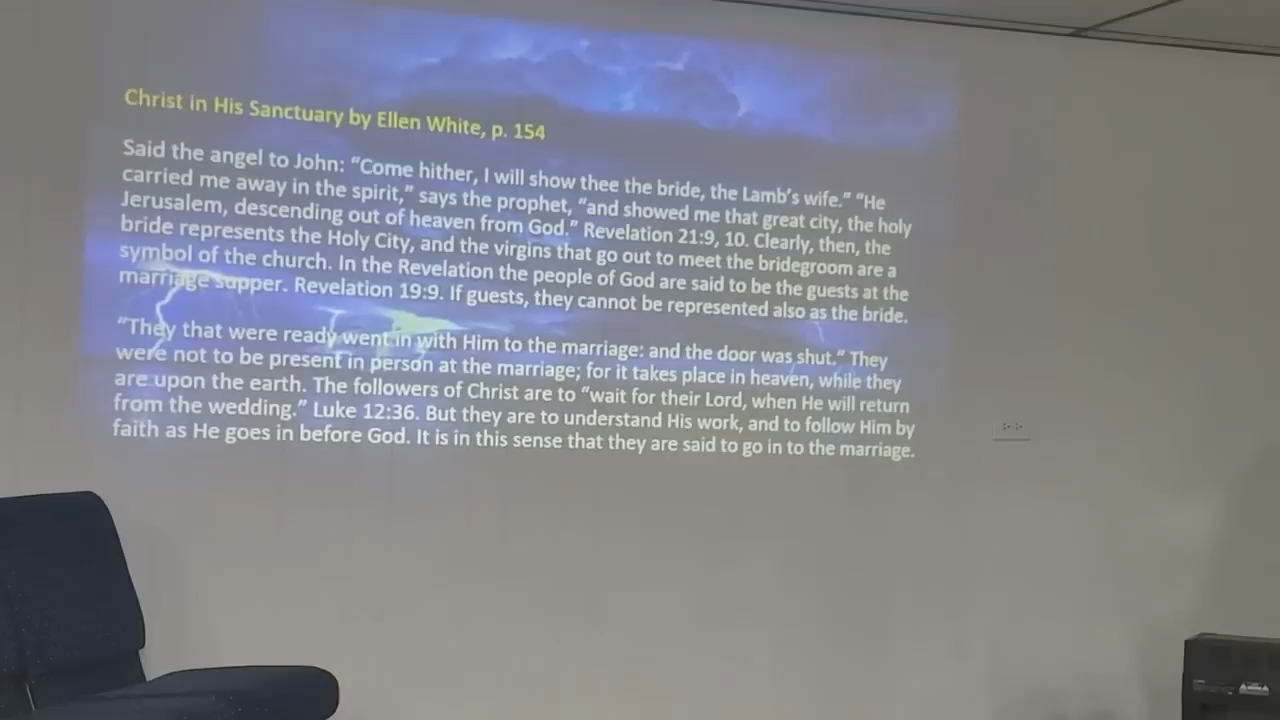 Christ in His Sanctuary by Ellen White, p. 154
Said the angel to John: “Come hither, I will show thee the bride, the Lamb’s wife.” “He
carried me away in the spirit,” says the prophet, “and showed me that great city, the holy
Jerusalem, descending out of heaven from God.” Revelation 21:9, 10. Clearly, then, the
bride represents the Holy City, and the virgins that go out to meet the bridegroom are a
symbol of the church. In the Revelation the people of God are said to be the guests at the
marriage supper. Revelation 19:9. If guests, they cannot be represented also as the bride.
“They that were ready went in with Him to the marriage: and the door was shut.” They
were not to be present in person at the marriage; for it takes place in heaven, while they
are upon the earth. The followers of Christ are to “wait for their Lord, when He will return
from the wedding.” Luke 12:36. But they are to understand His work, and to follow Him by
faith as He goes in before God. It is in this sense that they are said to go in to the marriage.